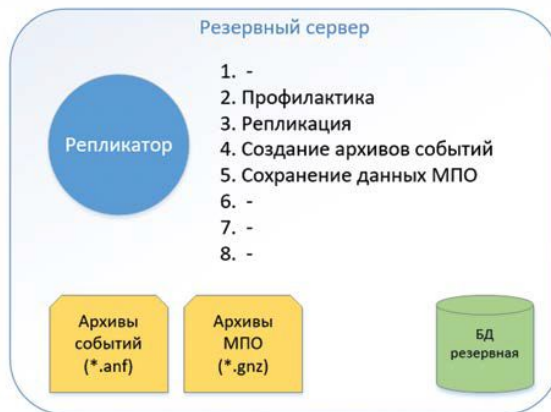 Резервный сервер
Репликатор
1. -
2. Профилактика
3. Репликация
4. Создание архивов событий
5. Сохранение данных МПО
6. -
7. -
8. -
Архивы
событий
(*.anf)
Архивы
МПО
(*.gnz)
БД
резервная